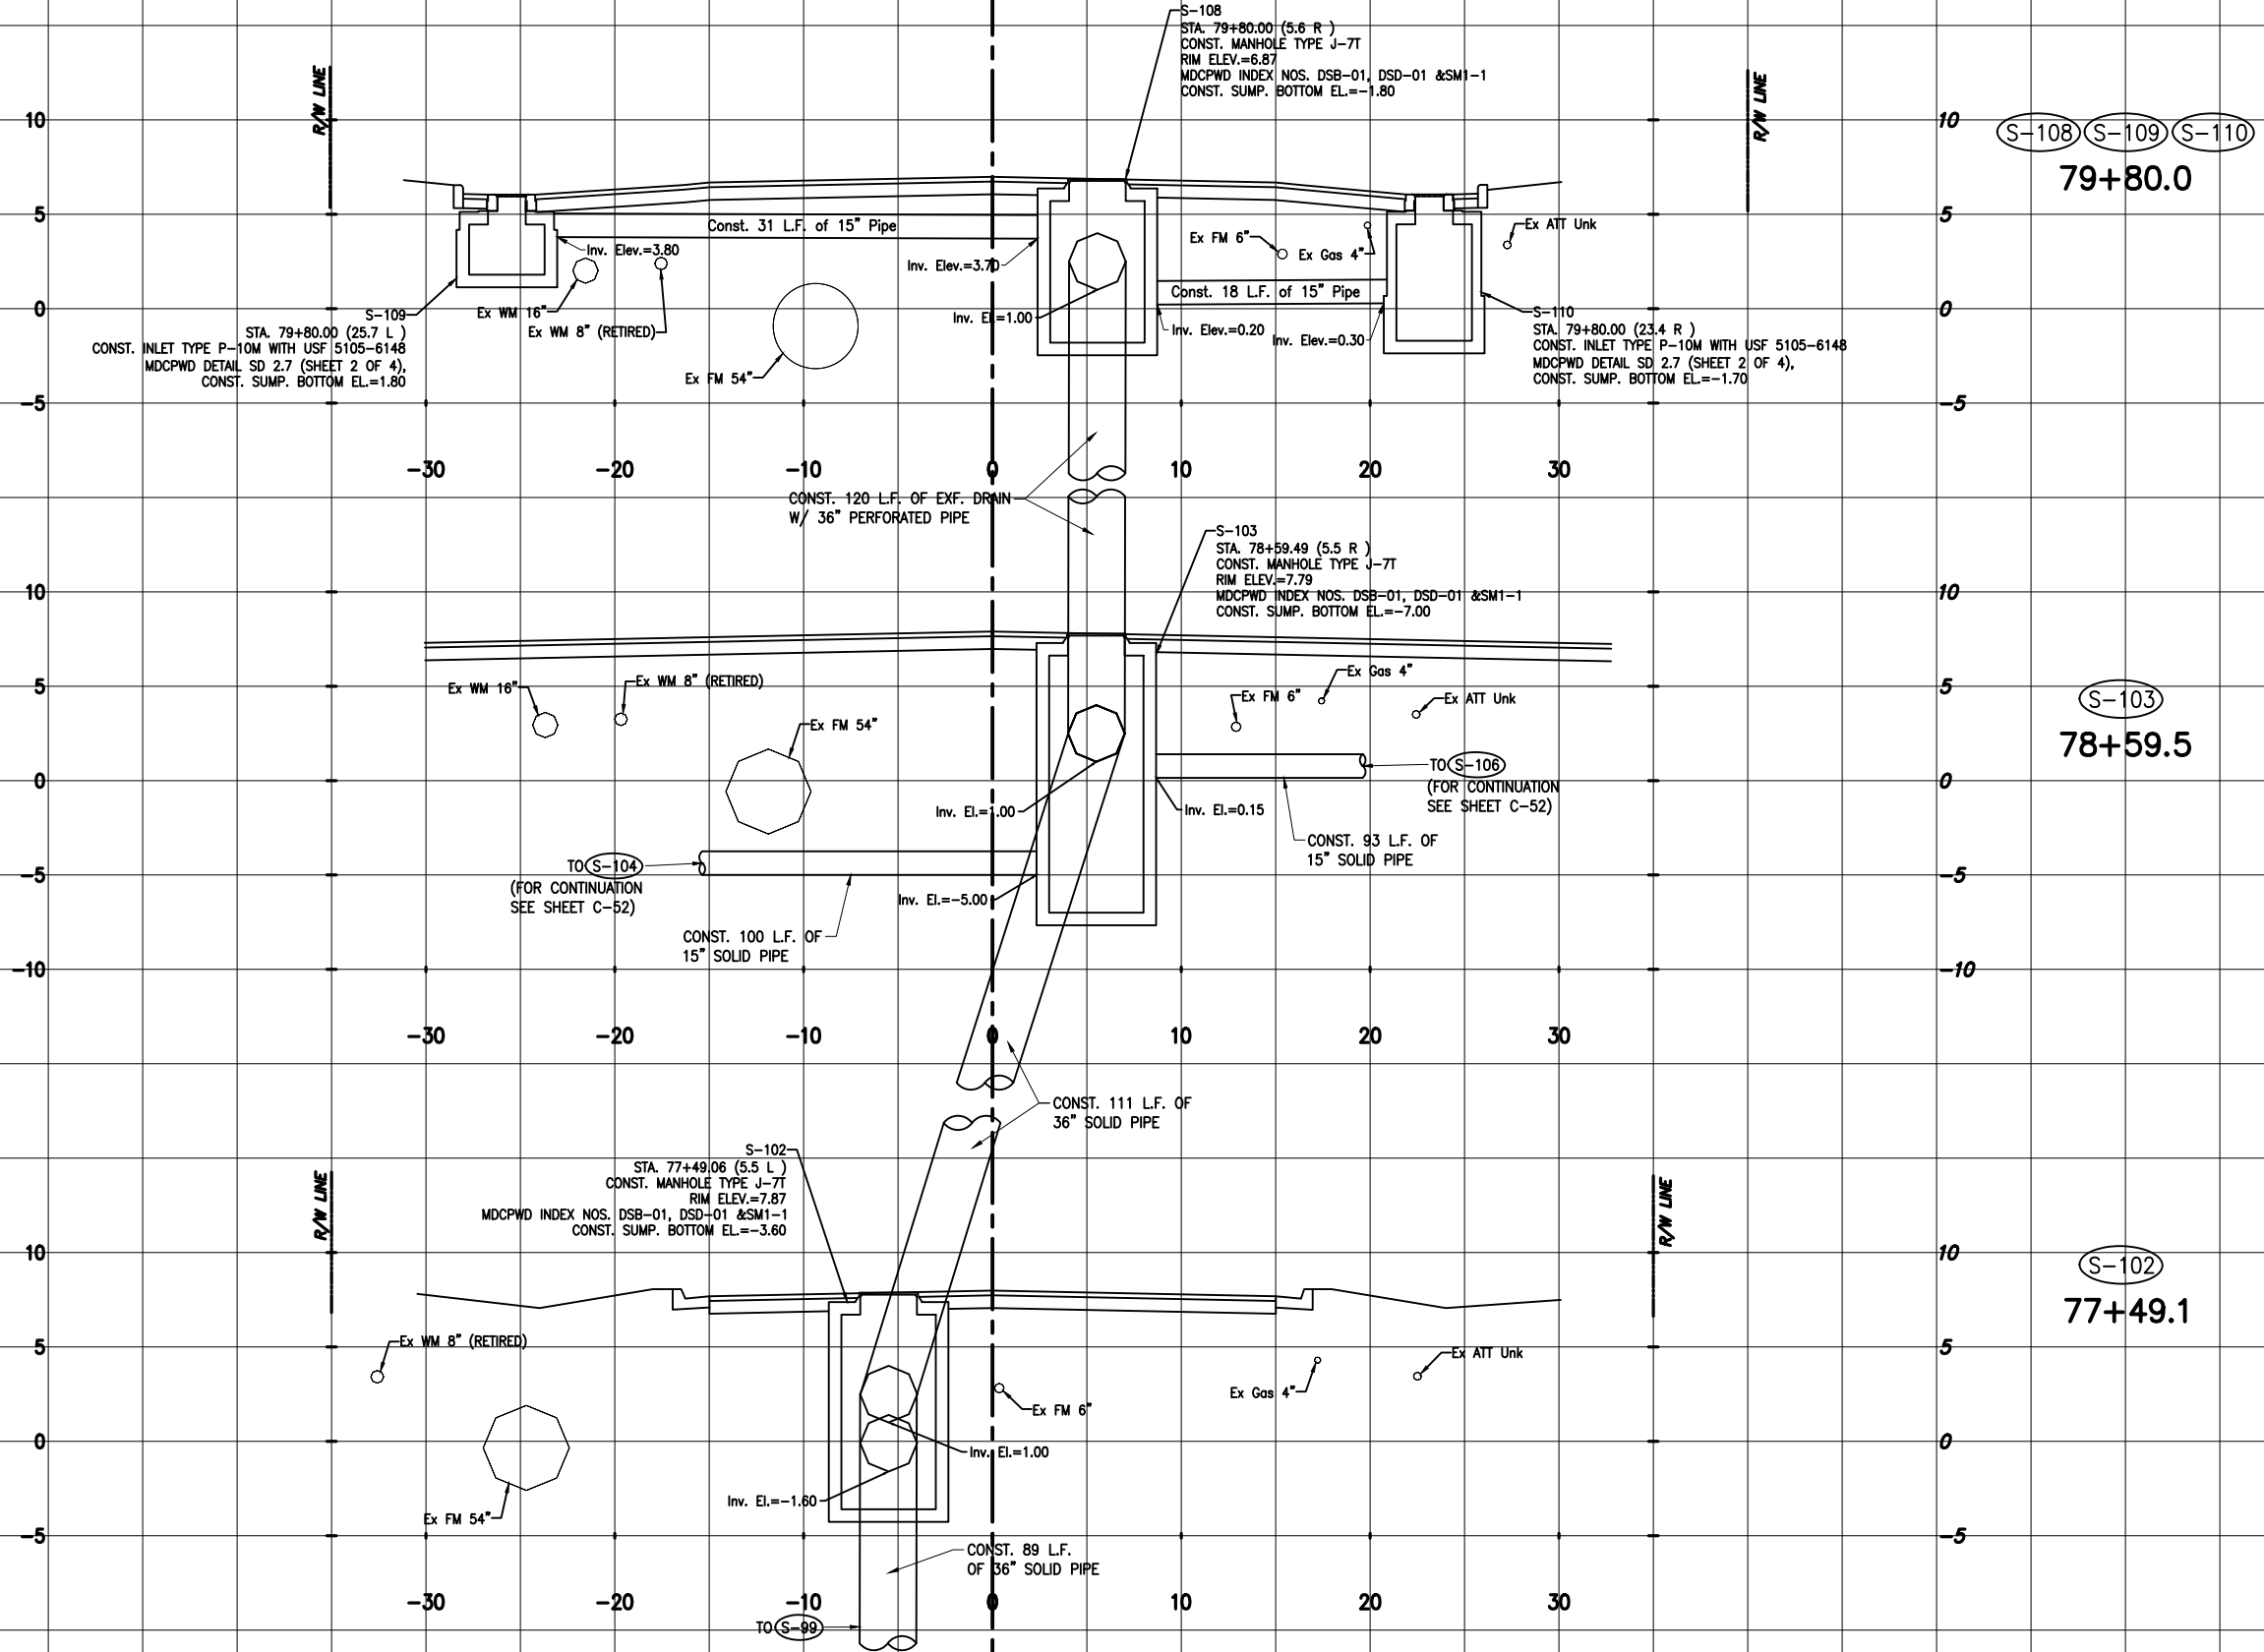 S-108
STA. 79+80.00 (5.6 R )
CONST. MANHOLE TYPE J-7T
RIM ELEV.=6.87
MDCPWD INDEX NOS. DSB-01, DSD-01 &SM1-1
CONST. SUMP. BOTTOM EL.=-1.80
R/W LINE
R/W LINE
10
10
S-108 S-109 S-110
79+80.0
5
5
Const. 31 L.F. of 15" Pipe
Inv. Elev.=3.80
Inv. Elev.=3.70
Ex FM 6"
Ex Gas 4"
Ex ATT Unk
0
0
Const. 18 L.F. of 15" Pipe
Ex WM 16"
Ex WM 8" (RETIRED)
Ex FM 54"
Inv. El.=1.00
Inv. Elev.=0.20
Inv. Elev.=0.30
S-109
STA. 79+80.00 (25.7 L )
CONST. INLET TYPE P-10M WITH USF 5105-6148
MDCPWD DETAIL SD 2.7 (SHEET 2 OF 4),
CONST. SUMP. BOTTOM EL.=1.80
S-110
STA. 79+80.00 (23.4 R )
CONST. INLET TYPE P-10M WITH USF 5105-6148
MDCPWD DETAIL SD 2.7 (SHEET 2 OF 4),
CONST. SUMP. BOTTOM EL.=-1.70
-5
-5
-30 -20 -10 0 10 20 30
CONST. 120 L.F. OF EXF. DRAIN
W/ 36" PERFORATED PIPE
S-103
STA. 78+59.49 (5.5 R )
CONST. MANHOLE TYPE J-7T
RIM ELEV.=7.79
MDCPWD INDEX NOS. DSB-01, DSD-01 &SM1-1
CONST. SUMP. BOTTOM EL.=-7.00
10
10
5
5
Ex WM 16"
Ex WM 8" (RETIRED)
Ex FM 54"
Ex FM 6"
Ex Gas 4"
Ex ATT Unk
S-103
78+59.5
0
0
TO S-106
(FOR CONTINUATION
SEE SHEET C-52)
Inv. El.=1.00
Inv. El.=0.15
CONST. 93 L.F. OF
15" SOLID PIPE
TO S-104
(FOR CONTINUATION
SEE SHEET C-52)
-5
-5
Inv. El.=-5.00
CONST. 100 L.F. OF
15" SOLID PIPE
-10
-10
-30 -20 -10 0 10 20 30
CONST. 111 L.F. OF
36" SOLID PIPE
S-102
STA. 77+49.06 (5.5 L )
CONST. MANHOLE TYPE J-7T
RIM ELEV.=7.87
MDCPWD INDEX NOS. DSB-01, DSD-01 &SM1-1
CONST. SUMP. BOTTOM EL.=-3.60
R/W LINE
R/W LINE
10
10
S-102
77+49.1
5
5
Ex WM 8" (RETIRED)
Ex Gas 4"
Ex ATT Unk
Ex FM 6"
0
0
Inv. El.=1.00
Inv. El.=-1.60
Ex FM 54"
-5
-5
CONST. 89 L.F.
OF 36" SOLID PIPE
-30 -20 -10 0 10 20 30
TO S-99